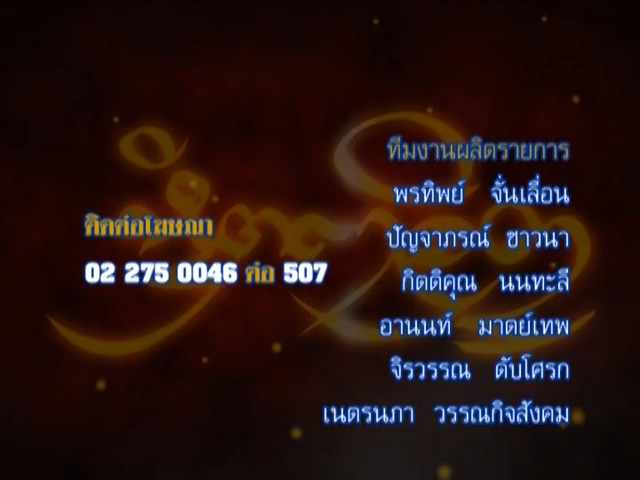 ติดต่อโฆษณา
02 275 0046 ต่อ 507
ทีมงานผลิตรายการ
พรทิพย์ จั่นเลื่อน
ปัญจาภรณ์ ชาวนา
กิตติคุณ นนทะลี
อานนท์ มาตย์เทพ
จิรวรรณ ดับโศรก
เนตรนภา วรรณกิจสังคม